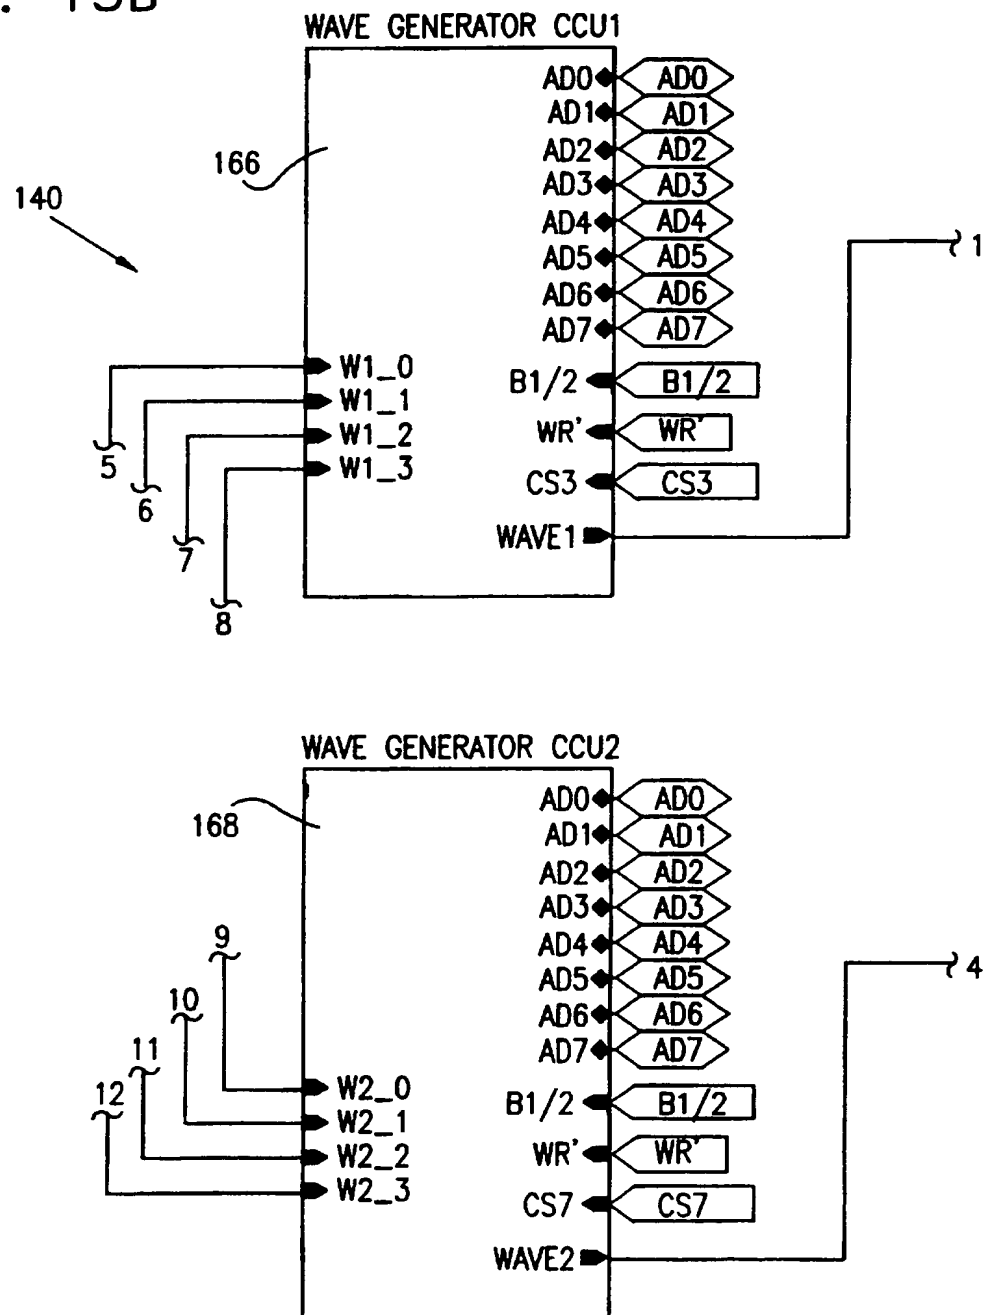 . 15B
WAVE GENERATOR CCU1
AD0 AD0
AD1 AD1
166 AD2 AD2
AD3 AD3
140 AD4 AD4
AD5 AD5 1
AD6 AD6
AD7 AD7
W1_0 B1/2 B1/2
W1_1
W1_2 WR' WR'
5 W1_3 CS3 CS3
6
7 WAVE1
8
WAVE GENERATOR CCU2
AD0 AD0
168 AD1 AD1
AD2 AD2
AD3 AD3
9 AD4 AD4
AD5 AD5 4
10 AD6 AD6
11 AD7 AD7
12 W2_0 B1/2 B1/2
W2_1
W2_2 WR' WR'
W2_3 CS7 CS7
WAVE2